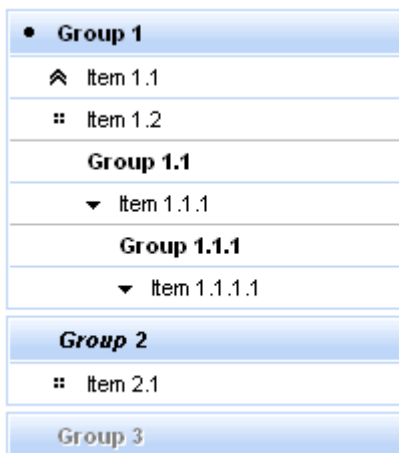 Group 1
Item 1.1
Item 1.2
Group 1.1
Item 1.1.1
Group 1.1.1
Item 1.1.1.1
Group 2
Item 2.1
Group 3